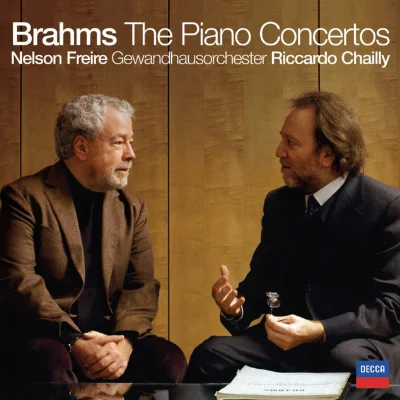 Brahms The Piano Concertos
Nelson Freire Gewandhausorchester Riccardo Chailly
DECCA